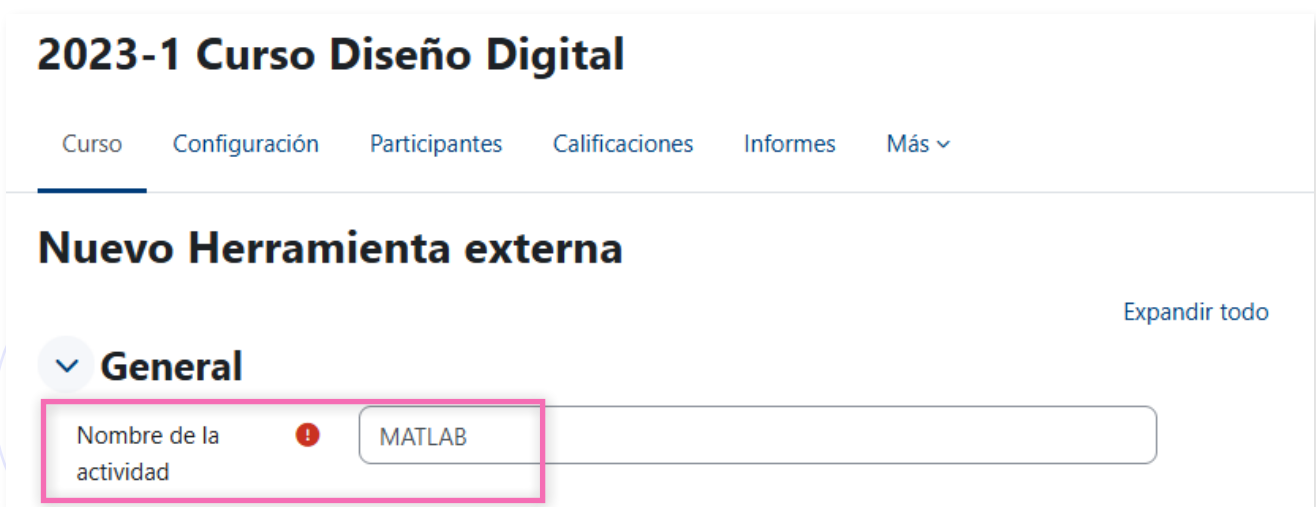 2023-1 Curso Diseño Digital
Curso Configuración Participantes Calificaciones Informes Más
Nuevo Herramienta externa
Expandir todo
General
Nombre de la actividad MATLAB